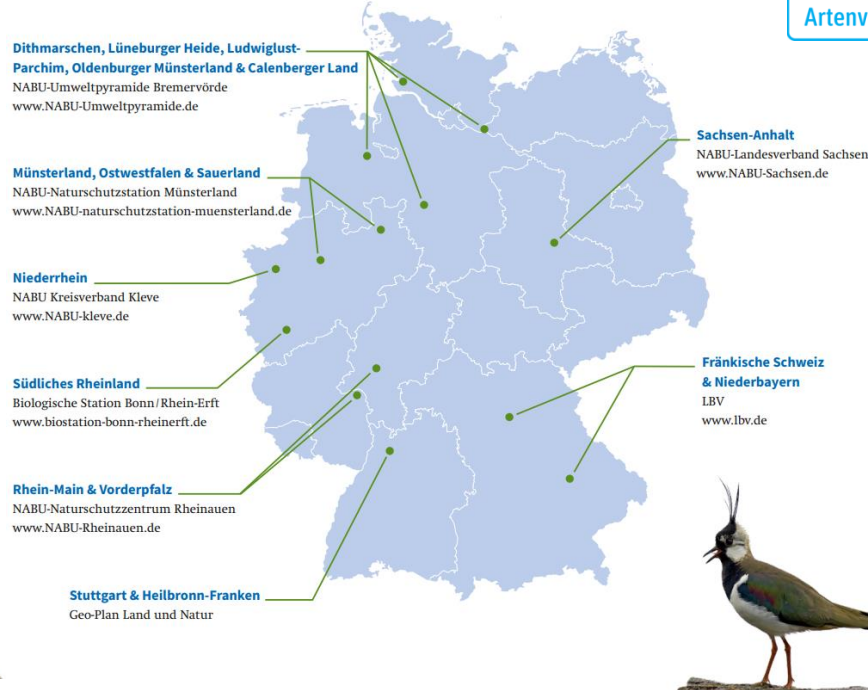 Artenv
Dithmarschen, Lüneburger Heide, Ludwiglust-
Parchim, Oldenburger Münsterland & Calenberger Land
NABU-Umweltpyramide Bremervörde
www.NABU-Umweltpyramide.de
Sachsen-Anhalt
NABU-Landesverband Sachsen
www.NABU-Sachsen.de
Münsterland, Ostwestfalen & Sauerland
NABU-Naturschutzstation Münsterland
www.NABU-naturschutzstation-muensterland.de
Niederrhein
NABU Kreisverband Kleve
www.NABU-kleve.de
Südliches Rheinland
Biologische Station Bonn/Rhein-Erft
www.biostation-bonn-rheinerft.de
Fränkische Schweiz
& Niederbayern
LBV
www.lbv.de
Rhein-Main & Vorderpfalz
NABU-Naturschutzzentrum Rheinauen
www.NABU-Rheinauen.de
Stuttgart & Heilbronn-Franken
Geo-Plan Land und Natur